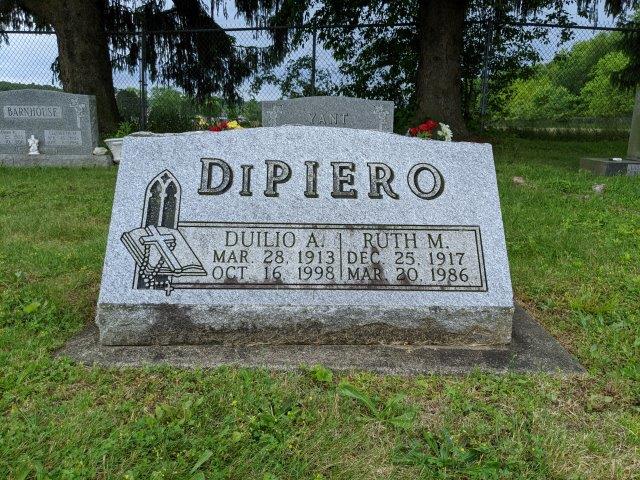 BARNHOUSE
YANT
DIPIERO
DUILIO A.
MAR. 28, 1913
OCT. 16, 1998
RUTH M.
DEC. 25, 1917
MAR. 20, 1986